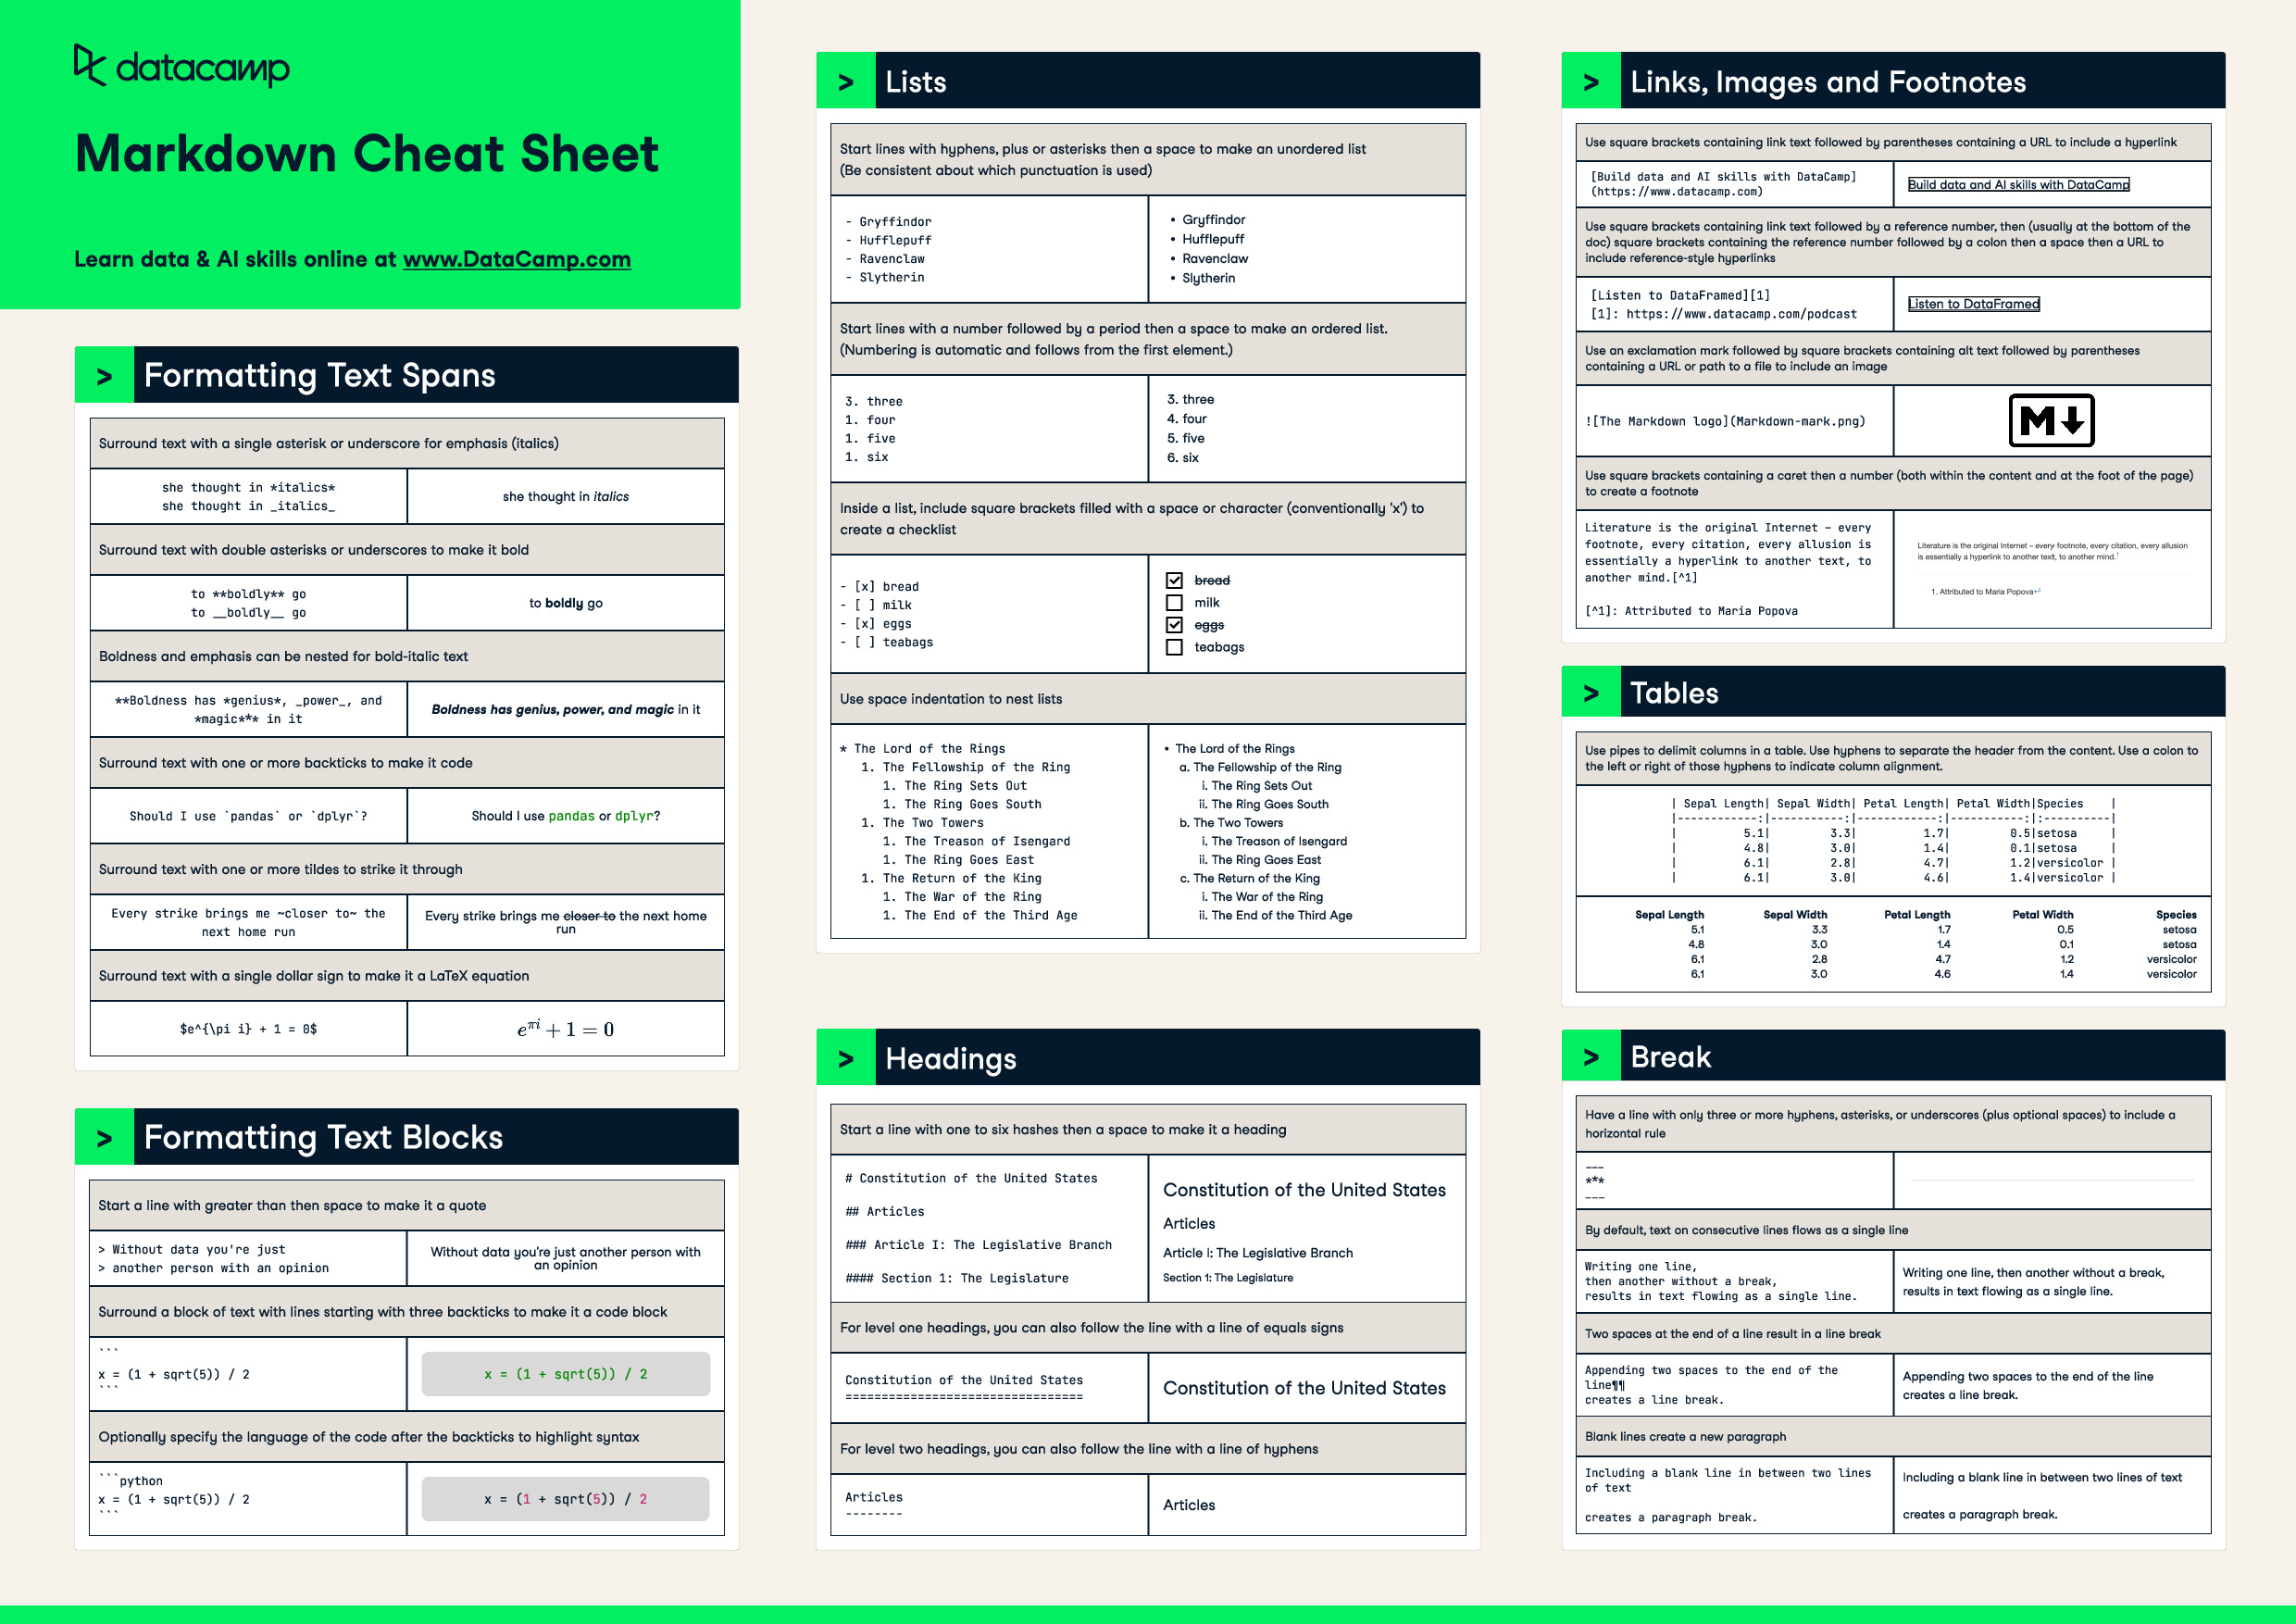 datacamp
Markdown Cheat Sheet
Learn data & AI skills online at www.DataCamp.com
> Formatting Text Spans
Surround text with a single asterisk or underscore for emphasis (italics)
she thought in *italics*
she thought in _italics_
she thought in italics
Surround text with double asterisks or underscores to make it bold
to **boldly** go
to __boldly__ go
to boldly go
Boldness and emphasis can be nested for bold-italic text
**Boldness has *genius*, _power_, and
*magic*** in it
Boldness has genius, power, and magic in it
Surround text with one or more backticks to make it code
Should I use `pandas` or `dplyr`?
Should I use pandas or dplyr?
Surround text with one or more tildes to strike it through
Every strike brings me ~closer to~ the
next home run
Every strike brings me closer to the next home
run
Surround text with a single dollar sign to make it a LaTeX equation
$e^{\pi i} + 1 = 0$
e^{πi} + 1 = 0
> Formatting Text Blocks
Start a line with greater than then space to make it a quote
> Without data you're just
> another person with an opinion
Without data you're just another person with
an opinion
Surround a block of text with lines starting with three backticks to make it a code block
```
x = (1 + sqrt(5)) / 2
```
x = (1 + sqrt(5)) / 2
Optionally specify the language of the code after the backticks to highlight syntax
```python
x = (1 + sqrt(5)) / 2
```
x = (1 + sqrt(5)) / 2
> Lists
Start lines with hyphens, plus or asterisks then a space to make an unordered list
(Be consistent about which punctuation is used)
- Gryffindor
- Hufflepuff
- Ravenclaw
- Slytherin
• Gryffindor
• Hufflepuff
• Ravenclaw
• Slytherin
Start lines with a number followed by a period then a space to make an ordered list.
(Numbering is automatic and follows from the first element.)
3. three
1. four
1. five
1. six
3. three
4. four
5. five
6. six
Inside a list, include square brackets filled with a space or character (conventionally 'x') to
create a checklist
- [x] bread
- [ ] milk
- [x] eggs
- [ ] teabags
bread
milk
eggs
teabags
Use space indentation to nest lists
* The Lord of the Rings
1. The Fellowship of the Ring
1. The Ring Sets Out
1. The Ring Goes South
1. The Two Towers
1. The Treason of Isengard
1. The Ring Goes East
1. The Return of the King
1. The War of the Ring
1. The End of the Third Age
• The Lord of the Rings
a. The Fellowship of the Ring
i. The Ring Sets Out
ii. The Ring Goes South
b. The Two Towers
i. The Treason of Isengard
ii. The Ring Goes East
c. The Return of the King
i. The War of the Ring
ii. The End of the Third Age
> Headings
Start a line with one to six hashes then a space to make it a heading
# Constitution of the United States
## Articles
### Article I: The Legislative Branch
#### Section 1: The Legislature
Constitution of the United States
Articles
Article I: The Legislative Branch
Section 1: The Legislature
For level one headings, you can also follow the line with a line of equals signs
Constitution of the United States
=================================
Constitution of the United States
For level two headings, you can also follow the line with a line of hyphens
Articles
--------
Articles
> Links, Images and Footnotes
Use square brackets containing link text followed by parentheses containing a URL to include a hyperlink
[Build data and AI skills with DataCamp]
(https://www.datacamp.com)
Build data and AI skills with DataCamp
Use square brackets containing link text followed by a reference number, then (usually at the bottom of the
doc) square brackets containing the reference number followed by a colon then a space then a URL to
include reference-style hyperlinks
[Listen to DataFramed][1]
[1]: https://www.datacamp.com/podcast
Listen to DataFramed
Use an exclamation mark followed by square brackets containing alt text followed by parentheses
containing a URL or path to a file to include an image
![The Markdown logo](Markdown-mark.png)
M
Use square brackets containing a caret then a number (both within the content and at the foot of the page)
to create a footnote
Literature is the original Internet – every
footnote, every citation, every allusion is
essentially a hyperlink to another text, to
another mind.[^1]
[^1]: Attributed to Maria Popova
Literature is the original Internet – every footnote, every citation, every allusion
is essentially a hyperlink to another text, to another mind.1
1. Attributed to Maria Popova↩
> Tables
Use pipes to delimit columns in a table. Use hyphens to separate the header from the content. Use a colon to
the left or right of those hyphens to indicate column alignment.
| Sepal Length| Sepal Width| Petal Length| Petal Width|Species    |
|------------:|-----------:|------------:|-----------:|:----------|
|          5.1|         3.3|          1.7|         0.5|setosa     |
|          4.8|         3.0|          1.4|         0.1|setosa     |
|          6.1|         2.8|          4.7|         1.2|versicolor |
|          6.1|         3.0|          4.6|         1.4|versicolor |
Sepal Length Sepal Width Petal Length Petal Width Species
5.1 3.3 1.7 0.5 setosa
4.8 3.0 1.4 0.1 setosa
6.1 2.8 4.7 1.2 versicolor
6.1 3.0 4.6 1.4 versicolor
> Break
Have a line with only three or more hyphens, asterisks, or underscores (plus optional spaces) to include a
horizontal rule
---
***
___
By default, text on consecutive lines flows as a single line
Writing one line,
then another without a break,
results in text flowing as a single line.
Writing one line, then another without a break,
results in text flowing as a single line.
Two spaces at the end of a line result in a line break
Appending two spaces to the end of the
line¶¶
creates a line break.
Appending two spaces to the end of the line
creates a line break.
Blank lines create a new paragraph
Including a blank line in between two lines
of text
creates a paragraph break.
Including a blank line in between two lines of text
creates a paragraph break.